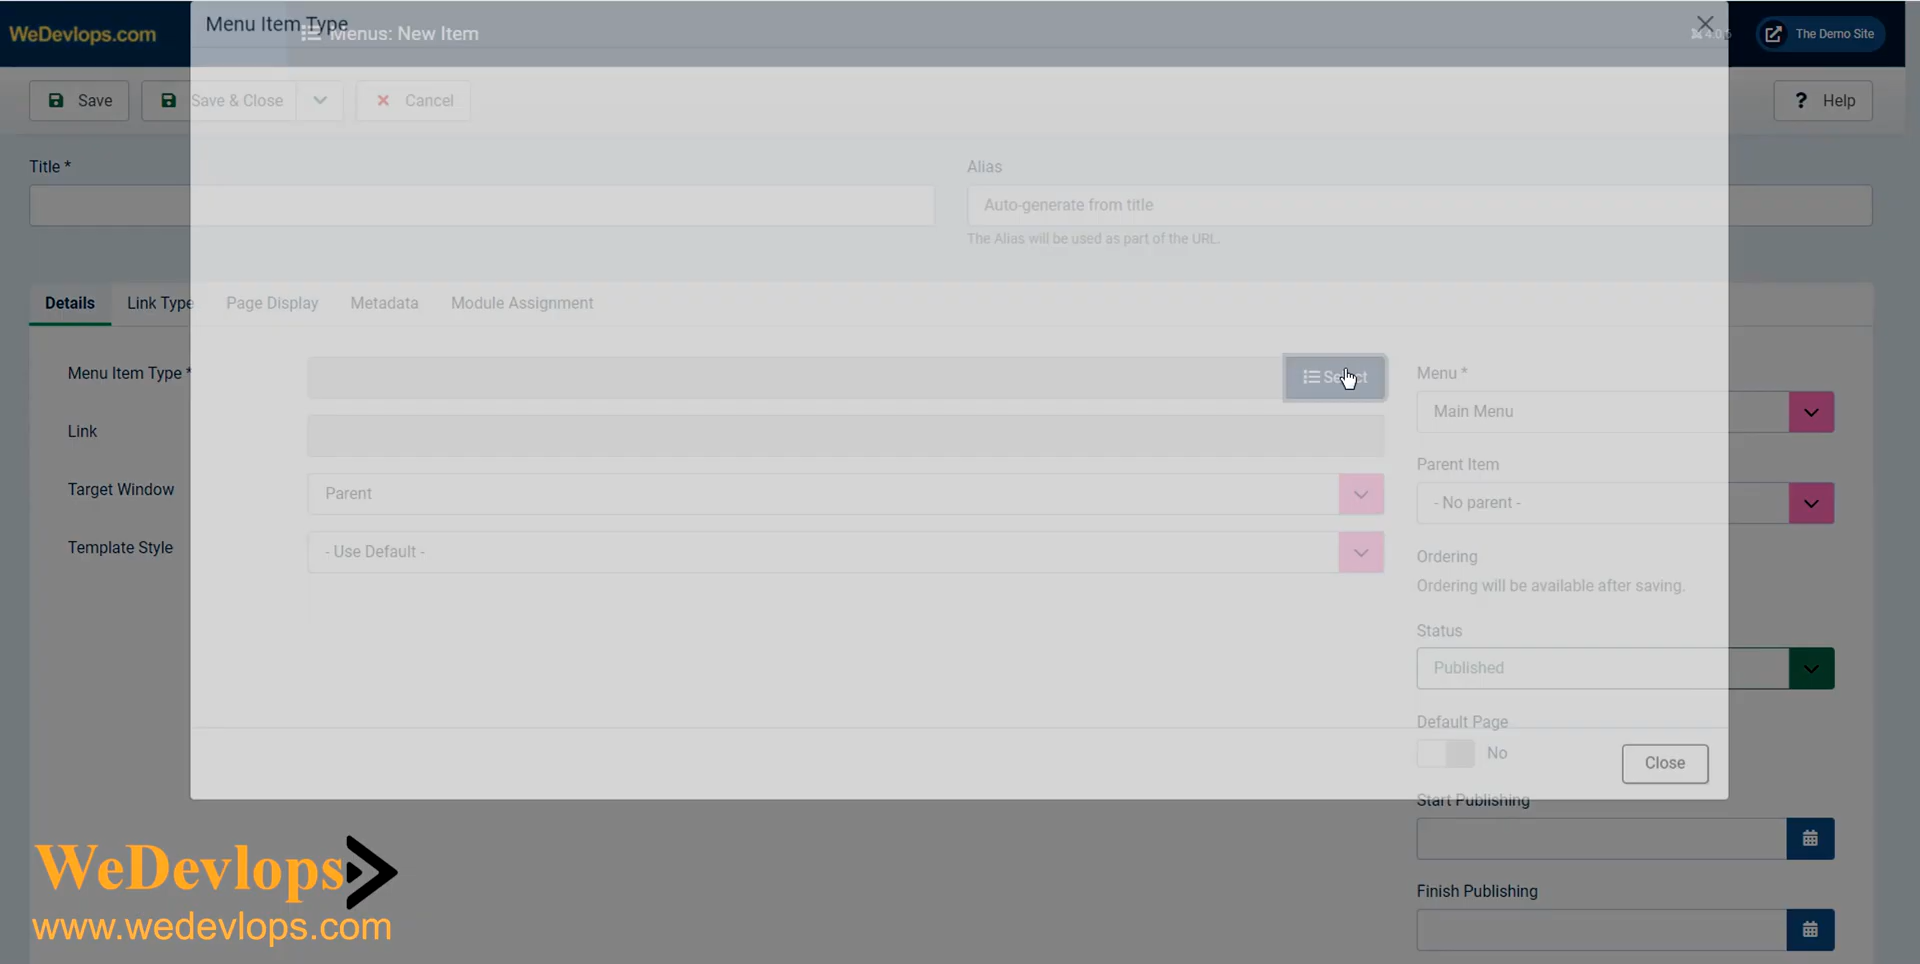 WeDevlops.com
Menu Item Type
Menus: New Item
4.0.5
The Demo Site
Save
Save & Close
Cancel
Help
Title *
Alias
Auto-generate from title
The Alias will be used as part of the URL.
Details
Link Type
Page Display
Metadata
Module Assignment
Menu Item Type *
Select
Menu *
Main Menu
Link
Parent Item
- No parent -
Target Window
Parent
Template Style
- Use Default -
Ordering
Ordering will be available after saving.
Status
Published
Default Page
No
Close
Start Publishing
Finish Publishing
WeDevlops
www.wedevlops.com